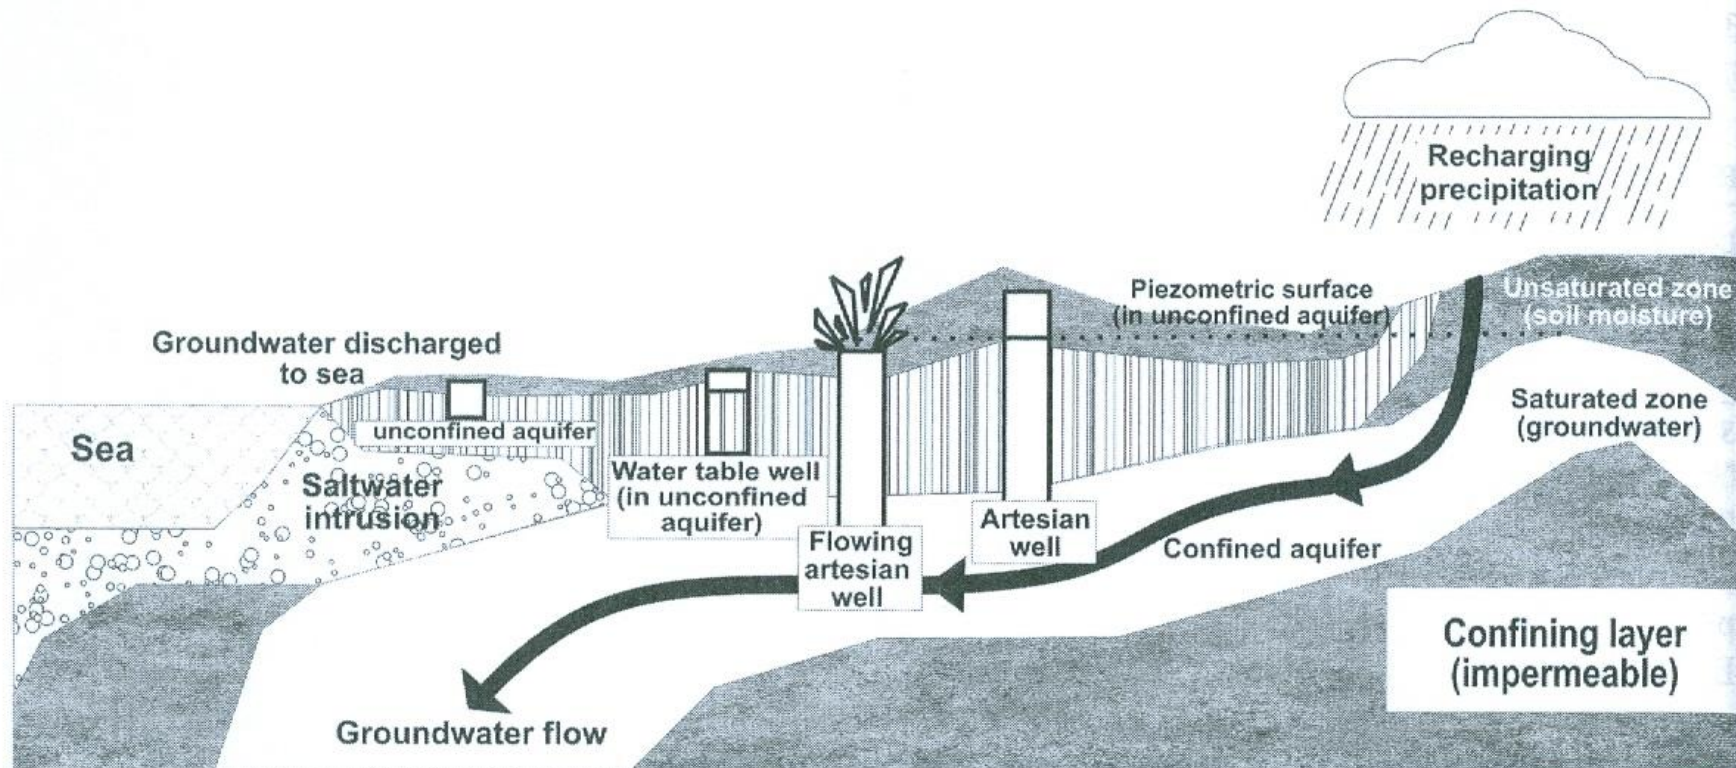 Recharging
precipitation
Piezometric surface
(in unconfined aquifer)
Unsaturated zone
(soil moisture)
Groundwater discharged
to sea
Saturated zone
(groundwater)
Sea
unconfined aquifer
Saltwater
intrusion
Water table well
(in unconfined
aquifer)
Flowing
artesian
well
Artesian
well
Confined aquifer
Confining layer
(impermeable)
Groundwater flow